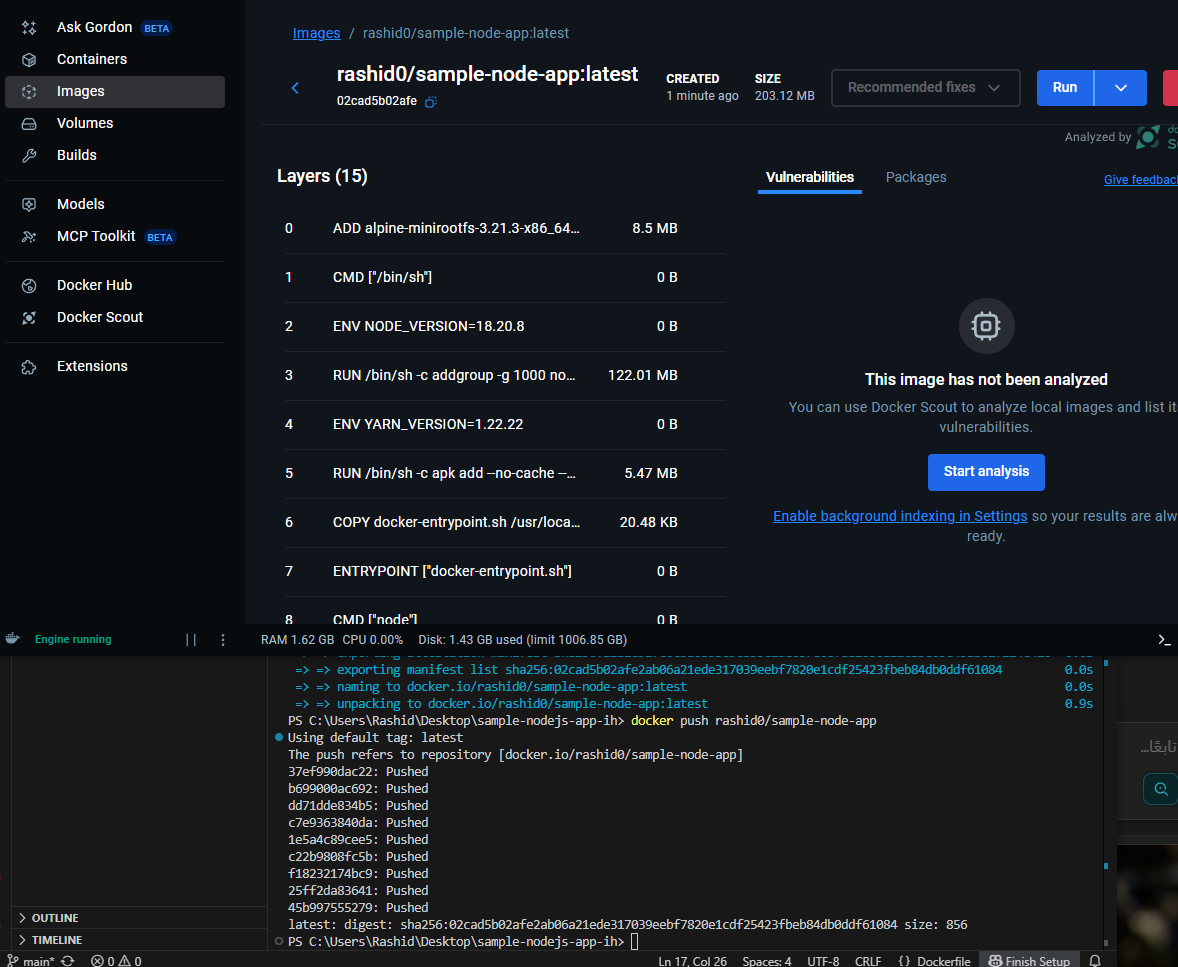 Ask Gordon BETA
Containers
Images
Volumes
Builds
Models
MCP Toolkit BETA
Docker Hub
Docker Scout
Extensions
Images / rashid0/sample-node-app:latest
rashid0/sample-node-app:latest
02cad5b02afe
CREATED
1 minute ago
SIZE
203.12 MB
Recommended fixes
Run
Analyzed by
Layers (15)
Vulnerabilities Packages
Give feedback
0 ADD alpine-minirootfs-3.21.3-x86_64... 8.5 MB
1 CMD ["/bin/sh"] 0 B
2 ENV NODE_VERSION=18.20.8 0 B
3 RUN /bin/sh -c addgroup -g 1000 no... 122.01 MB
4 ENV YARN_VERSION=1.22.22 0 B
5 RUN /bin/sh -c apk add --no-cache --... 5.47 MB
6 COPY docker-entrypoint.sh /usr/loca... 20.48 KB
7 ENTRYPOINT ["docker-entrypoint.sh"] 0 B
8 CMD ["node"] 0 B
This image has not been analyzed
You can use Docker Scout to analyze local images and list it
vulnerabilities.
Start analysis
Enable background indexing in Settings so your results are alw
ready.
Engine running
RAM 1.62 GB CPU 0.00% Disk: 1.43 GB used (limit 1006.85 GB)
=> => exporting manifest list sha256:02cad5b02afe2ab06a21ede317039eebf7820e1cdf25423fbeb84db0ddf61084 0.0s
=> => naming to docker.io/rashid0/sample-node-app:latest 0.0s
=> => unpacking to docker.io/rashid0/sample-node-app:latest 0.9s
PS C:\Users\Rashid\Desktop\sample-nodejs-app-ih> docker push rashid0/sample-node-app
Using default tag: latest
The push refers to repository [docker.io/rashid0/sample-node-app]
37ef990dac22: Pushed
b699000ac692: Pushed
dd71dde834b5: Pushed
c7e9363840da: Pushed
1e5a4c89cee5: Pushed
c22b9808fc5b: Pushed
f18232174bc9: Pushed
25ff2da83641: Pushed
45b997555279: Pushed
latest: digest: sha256:02cad5b02afe2ab06a21ede317039eebf7820e1cdf25423fbeb84db0ddf61084 size: 856
PS C:\Users\Rashid\Desktop\sample-nodejs-app-ih>
OUTLINE
TIMELINE
main* 0 0
Ln 17, Col 26 Spaces: 4 UTF-8 CRLF {} Dockerfile Finish Setup